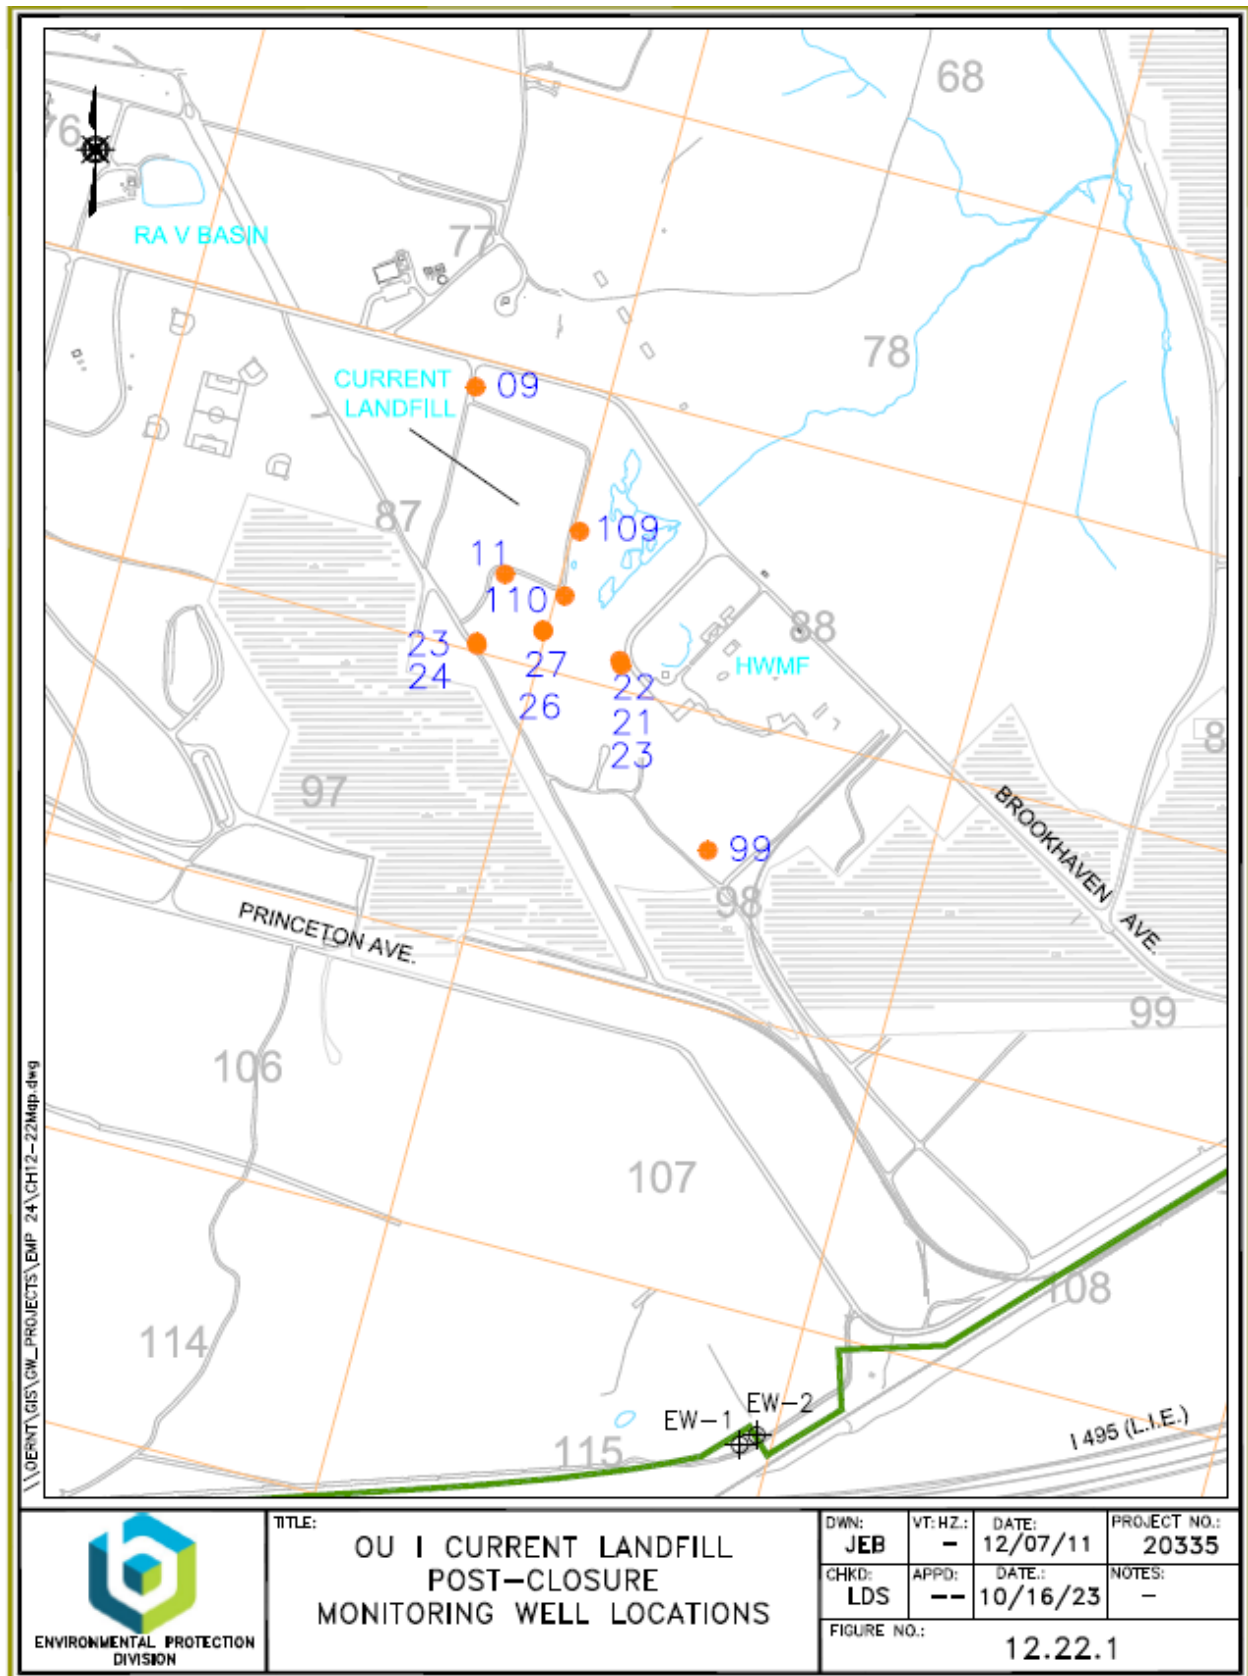 68
76
RA V BASIN
77
78
CURRENT
LANDFILL
09
87
109
11
110
88
23
24
27
26
HWMF
22
21
23
97
BROOKHAVEN AVE.
99
98
PRINCETON AVE.
99
106
107
108
114
EW-1
EW-2
115
I 495 (L.I.E.)
\\OERNT\GIS\GW_PROJECTS\EMP 24\CH12-22Map.dwg
ENVIRONMENTAL PROTECTION
DIVISION
TITLE:
OU I CURRENT LANDFILL
POST-CLOSURE
MONITORING WELL LOCATIONS
DWN:
JEB
VT:HZ.:
-
DATE:
12/07/11
PROJECT NO.:
20335
CHKD:
LDS
APPD:
--
DATE.:
10/16/23
NOTES:
-
FIGURE NO.:
12.22.1